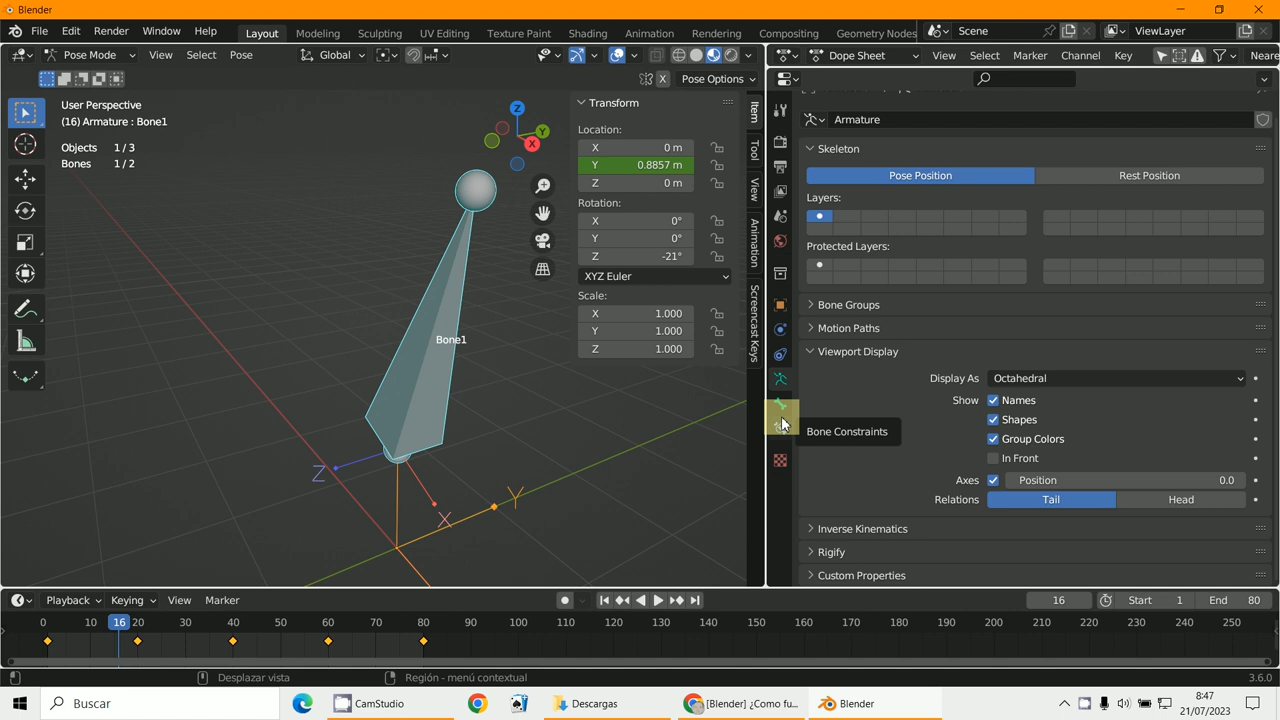 Blender
File Edit Render Window Help Layout Modeling Sculpting UV Editing Texture Paint Shading Animation Rendering Compositing Geometry Nodes Scene ViewLayer
Pose Mode View Select Pose Global
Dope Sheet View Select Marker Channel Key Neare
X Pose Options
User Perspective
(16) Armature : Bone1
Objects 1 / 3
Bones 1 / 2
Z
Y
X
Bone1
Z
Y
X
Transform
Location:
X 0 m
Y 0.8857 m
Z 0 m
Rotation:
X 0°
Y 0°
Z -21°
XYZ Euler
Scale:
X 1.000
Y 1.000
Z 1.000
Item
Tool
View
Animation
Screencast Keys
Armature
Skeleton
Pose Position Rest Position
Layers:
Protected Layers:
Bone Groups
Motion Paths
Viewport Display
Display As Octahedral
Show Names
Shapes
Group Colors
In Front
Axes Position 0.0
Relations Tail Head
Inverse Kinematics
Rigify
Custom Properties
Bone Constraints
Playback Keying View Marker 16 Start 1 End 80
0 10 16 20 30 40 50 60 70 80 90 100 110 120 130 140 150 160 170 180 190 200 210 220 230 240 250
Desplazar vista Región - menú contextual
3.6.0
Buscar CamStudio Descargas [Blender] ¿Como fu... Blender
8:47
21/07/2023